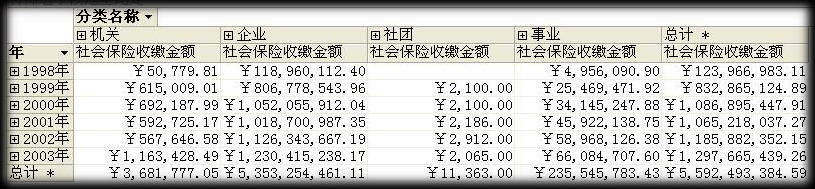 分类名称
机关 企业 社团 事业 总计 *
年 社会保险收缴金额 社会保险收缴金额 社会保险收缴金额 社会保险收缴金额 社会保险收缴金额
1998年 ￥50,779.81 ￥118,960,112.40 ￥4,956,090.90 ￥123,966,983.11
1999年 ￥615,009.01 ￥806,778,543.96 ￥2,100.00 ￥25,469,471.92 ￥832,865,124.89
2000年 ￥692,187.99 ￥1,052,055,912.04 ￥2,100.00 ￥34,145,247.88 ￥1,086,895,447.91
2001年 ￥592,725.17 ￥1,018,700,987.35 ￥2,186.00 ￥45,922,138.75 ￥1,065,218,037.27
2002年 ￥567,646.58 ￥1,126,343,667.19 ￥2,912.00 ￥58,968,126.38 ￥1,185,882,352.15
2003年 ￥1,163,428.49 ￥1,230,415,238.17 ￥2,065.00 ￥66,084,707.60 ￥1,297,665,439.26
总计 * ￥3,681,777.05 ￥5,353,254,461.11 ￥11,363.00 ￥235,545,783.43 ￥5,592,493,384.59